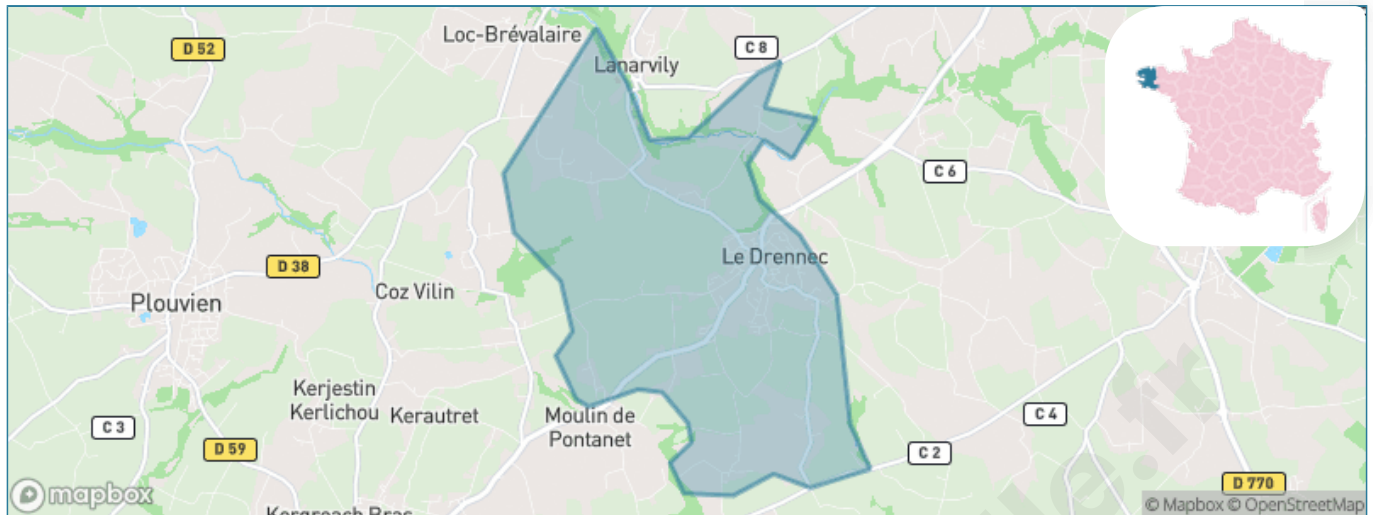 Loc-Brévalaire
D 52
C 8
Lanarvily
C 6
Le Drennec
D 38
Coz Vilin
Plouvien
Kerjestin
Kerlichou
Kerautret
Moulin de
Pontanet
C 3
C 4
D 59
C 2
D 770
mapbox
© Mapbox © OpenStreetMap